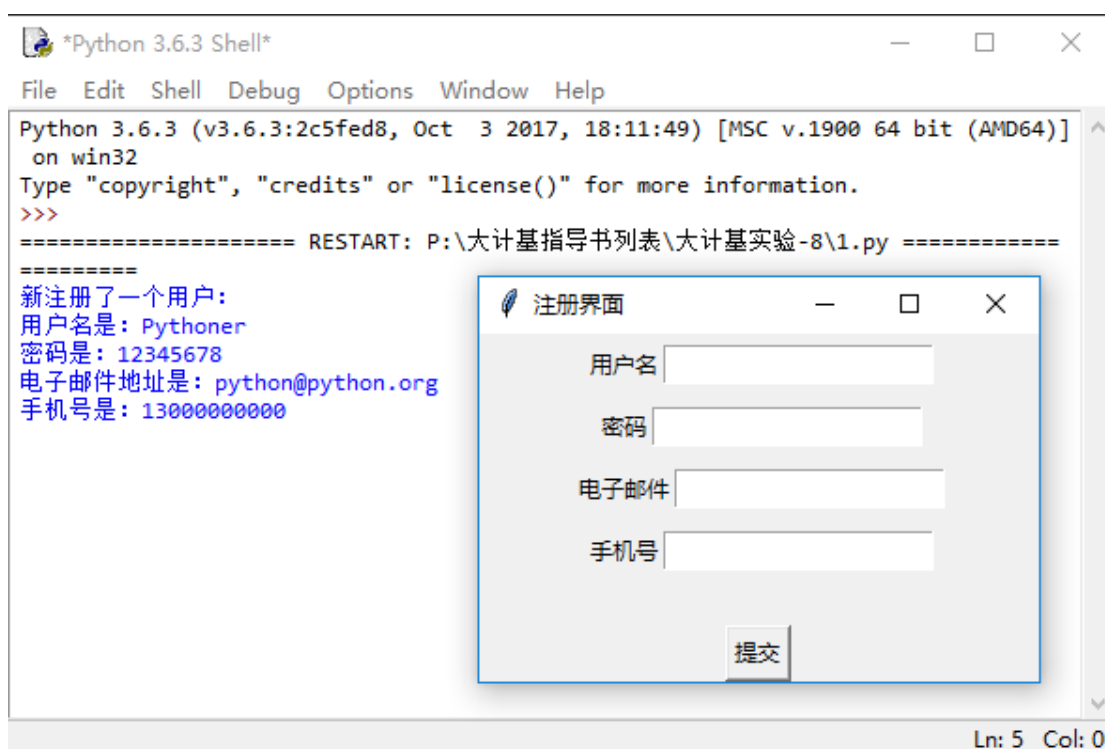 *Python 3.6.3 Shell*
File Edit Shell Debug Options Window Help
Python 3.6.3 (v3.6.3:2c5fed8, Oct  3 2017, 18:11:49) [MSC v.1900 64 bit (AMD64)]
 on win32
Type "copyright", "credits" or "license()" for more information.
>>>
===================== RESTART: P:\大计基指导书列表\大计基实验-8\1.py ============
=========
新注册了一个用户:
用户名是: Pythoner
密码是: 12345678
电子邮件地址是: python@python.org
手机号是: 13000000000
注册界面
用户名
密码
电子邮件
手机号
提交
Ln: 5 Col: 0